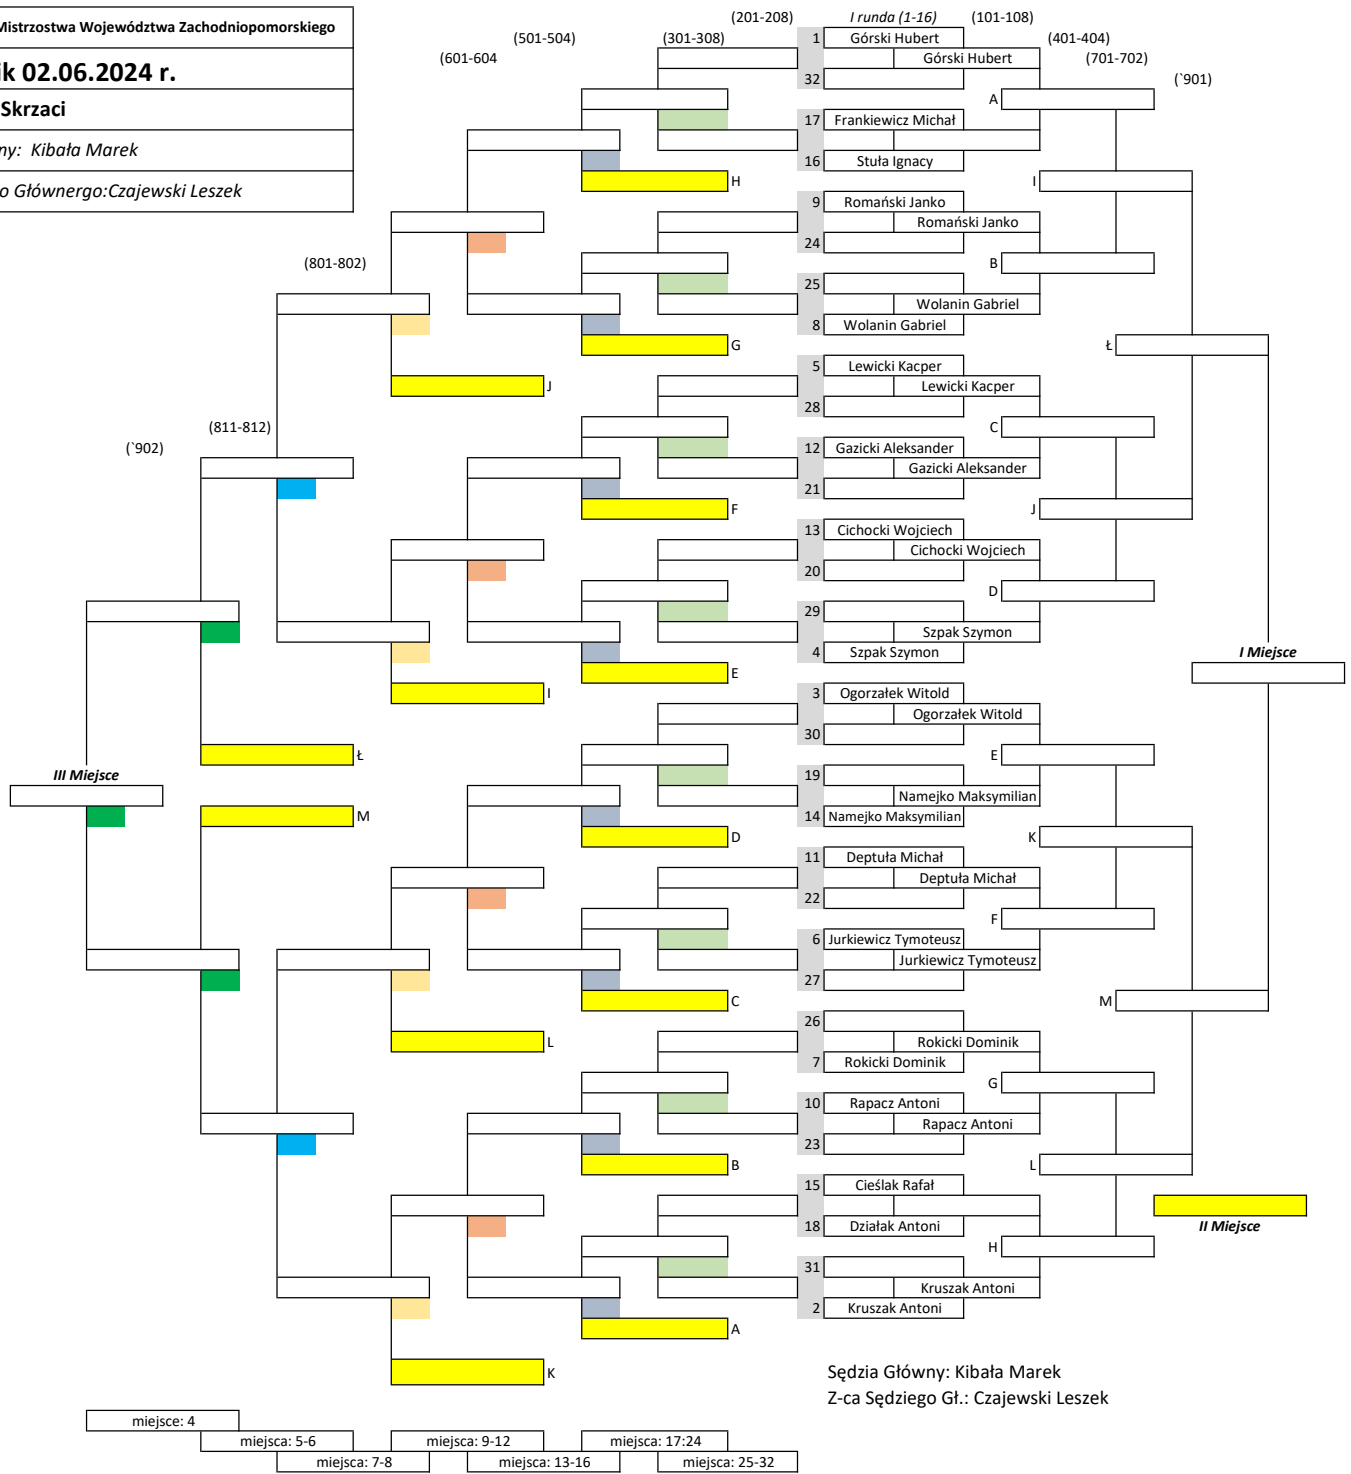 Mistrzostwa Województwa Zachodniopomorskiego
ik 02.06.2024 r.
Skrzaci
ny: Kibała Marek
o Głównergo:Czajewski Leszek
(201-208) I runda (1-16) (101-108)
(501-504) (301-308) 1 Górski Hubert (401-404)
(601-604 Górski Hubert (701-702)
32 (`901)
A
17 Frankiewicz Michał
16 Stuła Ignacy
H I
9 Romański Janko
Romański Janko
24
(801-802) B
25
Wolanin Gabriel
8 Wolanin Gabriel
G Ł
5 Lewicki Kacper
J Lewicki Kacper
28
(811-812) C
(`902) 12 Gazicki Aleksander
Gazicki Aleksander
21
F J
13 Cichocki Wojciech
Cichocki Wojciech
20
D
29
Szpak Szymon
4 Szpak Szymon I Miejsce
E
I 3 Ogorzałek Witold
Ogorzałek Witold
30
Ł E
III Miejsce 19
Namejko Maksymilian
M 14 Namejko Maksymilian
D K
11 Deptuła Michał
Deptuła Michał
22
F
6 Jurkiewicz Tymoteusz
Jurkiewicz Tymoteusz
27
C M
26
L Rokicki Dominik
7 Rokicki Dominik
G
10 Rapacz Antoni
Rapacz Antoni
23
B L
15 Cieślak Rafał
18 Działak Antoni II Miejsce
H
31
Kruszak Antoni
2 Kruszak Antoni
A
K Sędzia Główny: Kibała Marek
Z-ca Sędziego Gł.: Czajewski Leszek
miejsce: 4
miejsca: 5-6 miejsca: 9-12 miejsca: 17:24
miejsca: 7-8 miejsca: 13-16 miejsca: 25-32